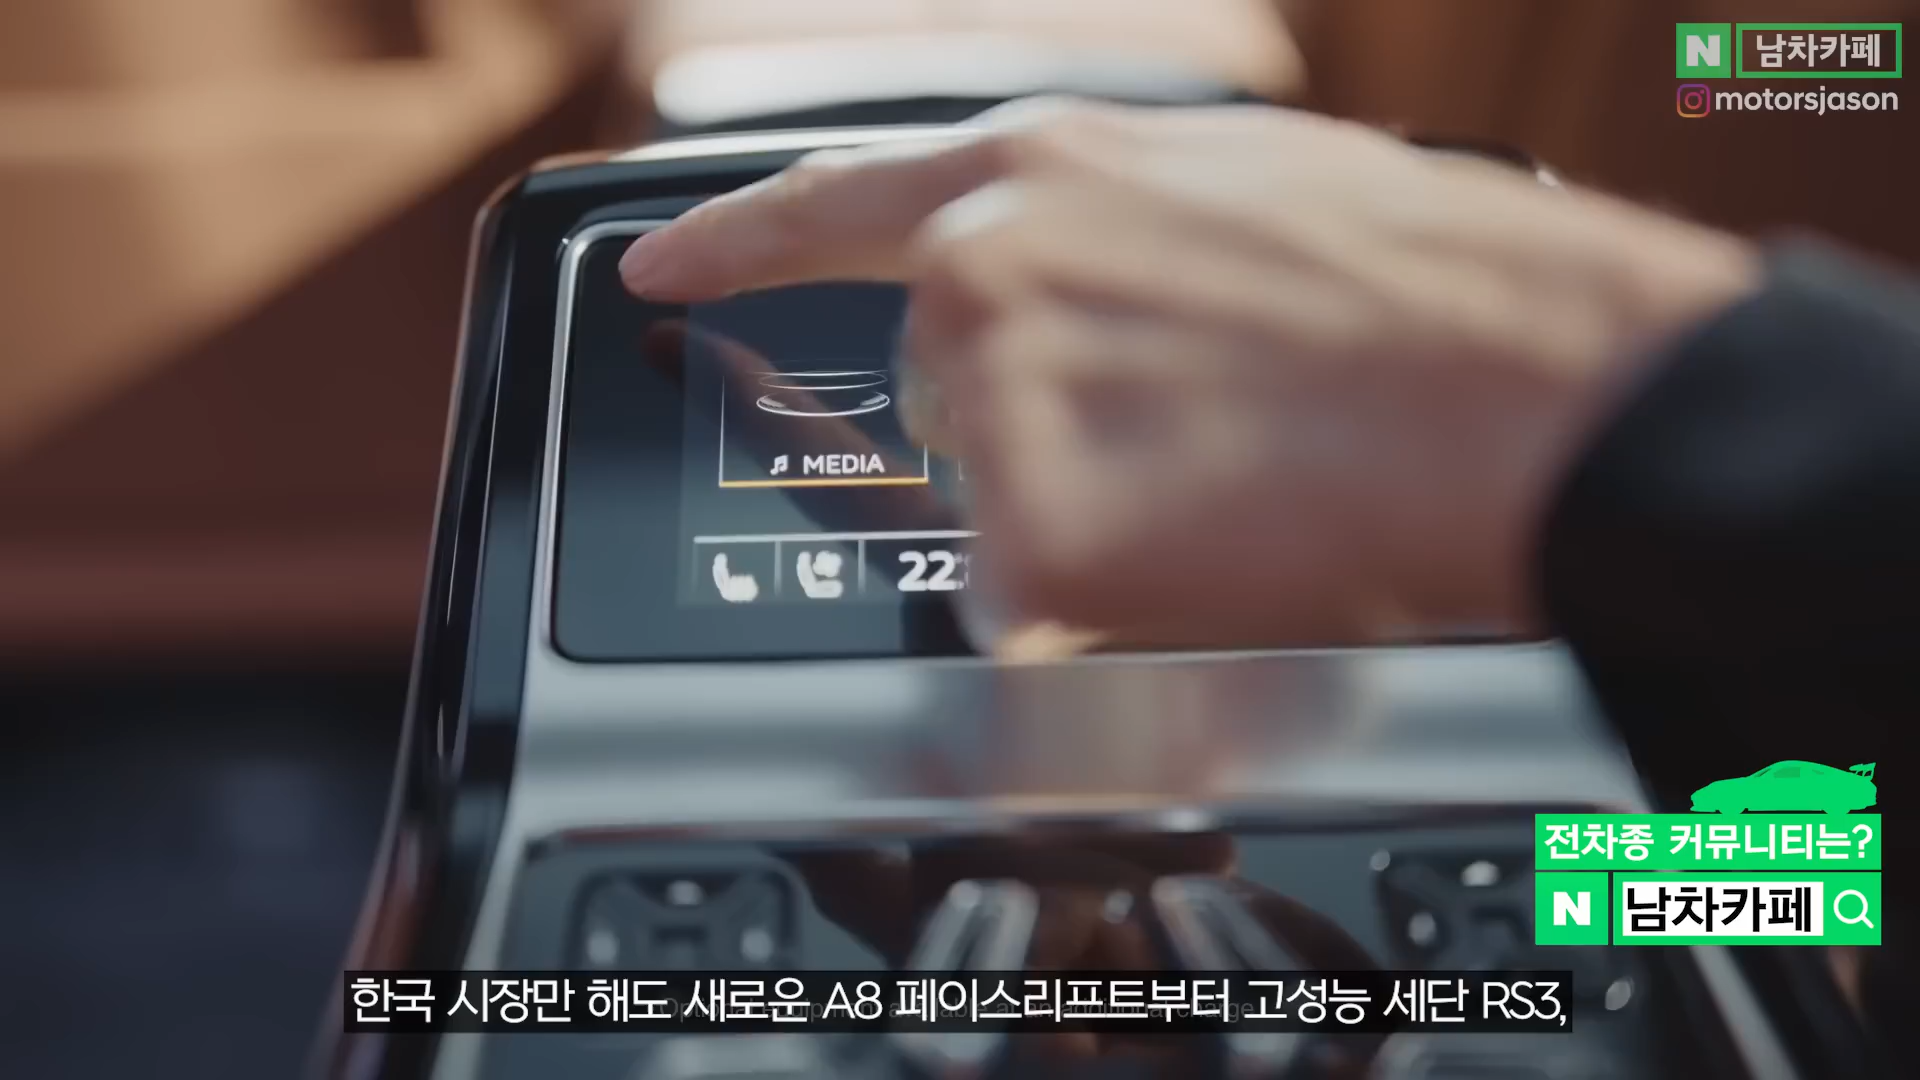 N 남차카페
motorsjason
MEDIA
22
전차종 커뮤니티는?
N 남차카페
한국 시장만 해도 새로운 A8 페이스리프트부터 고성능 세단 RS3,